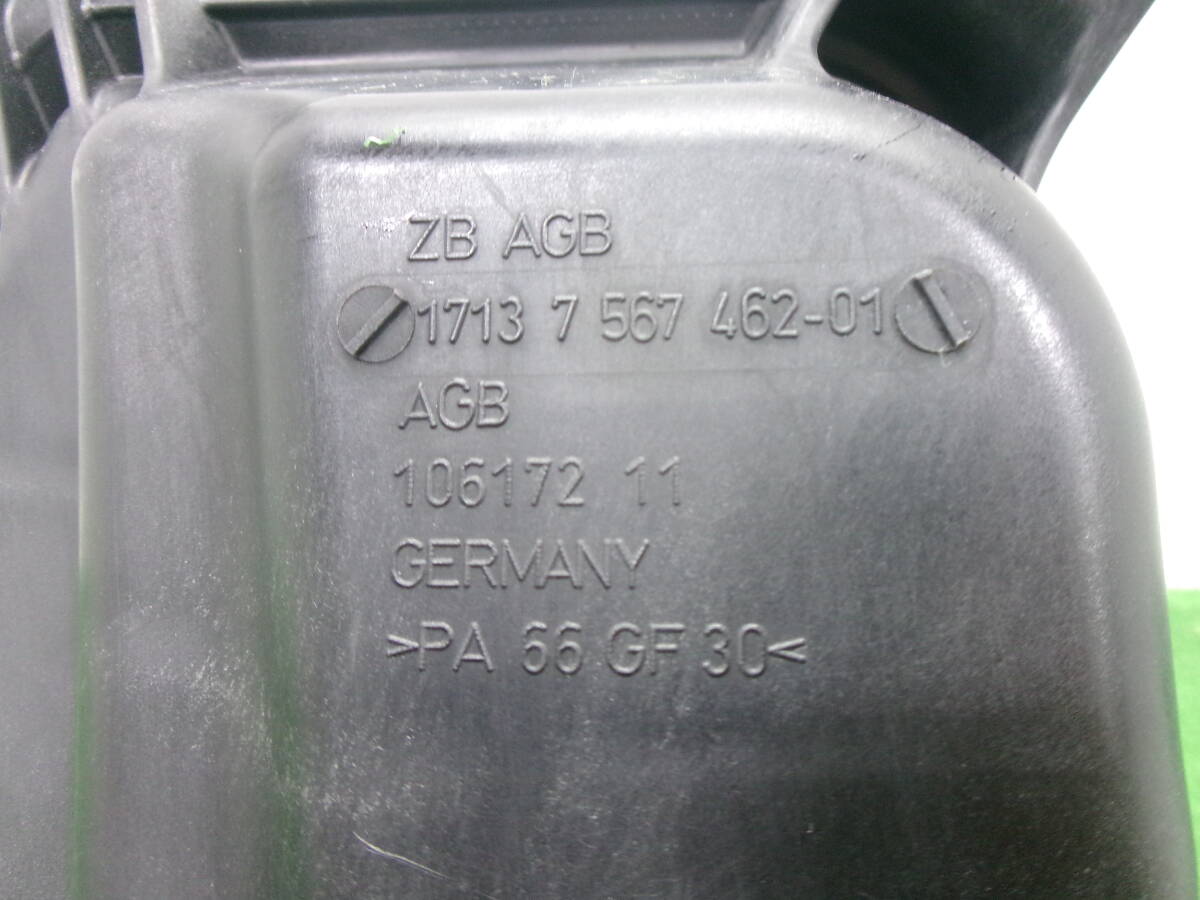 ZB AGB
1713 7 567 462-01
AGB
106172 11
GERMANY
>PA 66 GF 30<